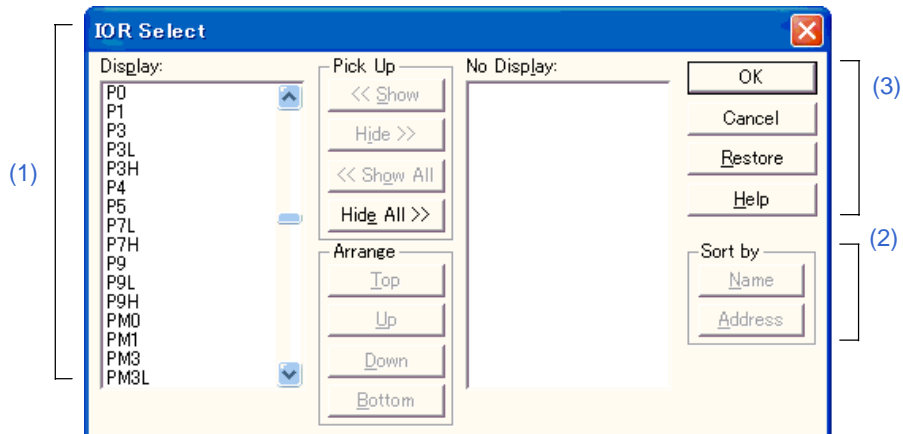 IOR Select
Display:
P0
P1
P3
P3L
P3H
P4
P5
P7L
P7H
P9
P9L
P9H
PM0
PM1
PM3
PM3L
Pick Up
<< Show
Hide >>
<< Show All
Hide All >>
Arrange
Top
Up
Down
Bottom
No Display:
OK
Cancel
Restore
Help
Sort by
Name
Address
(1)
(3)
(2)